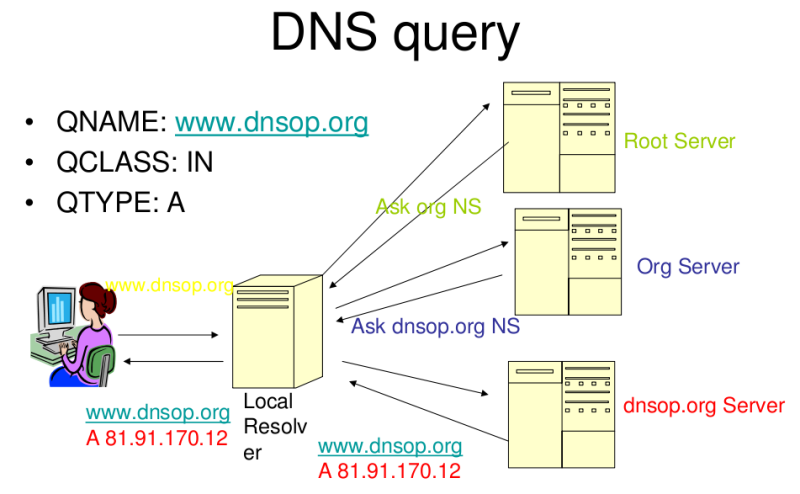 DNS query
• QNAME: www.dnsop.org
• QCLASS: IN
• QTYPE: A
Root Server
Ask org NS
Org Server
www.dnsop.org
Ask dnsop.org NS
dnsop.org Server
www.dnsop.org
A 81.91.170.12
Local
Resolv
er
www.dnsop.org
A 81.91.170.12